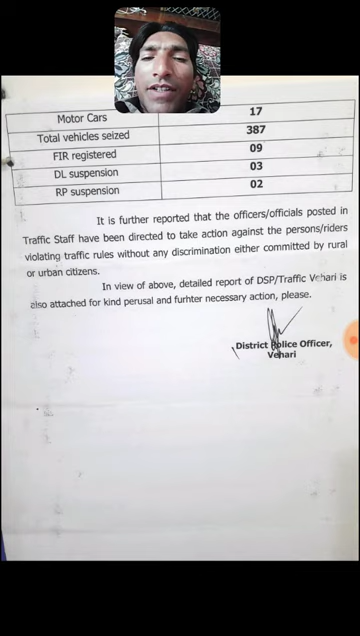 Motor Cars 17
Total vehicles seized 387
FIR registered 09
DL suspension 03
RP suspension 02
It is further reported that the officers/officials posted in
Traffic Staff have been directed to take action against the persons/riders
violating traffic rules without any discrimination either committed by rural
or urban citizens.
In view of above, detailed report of DSP/Traffic Vehari is
also attached for kind perusal and furhter necessary action, please.
District Police Officer,
Vehari